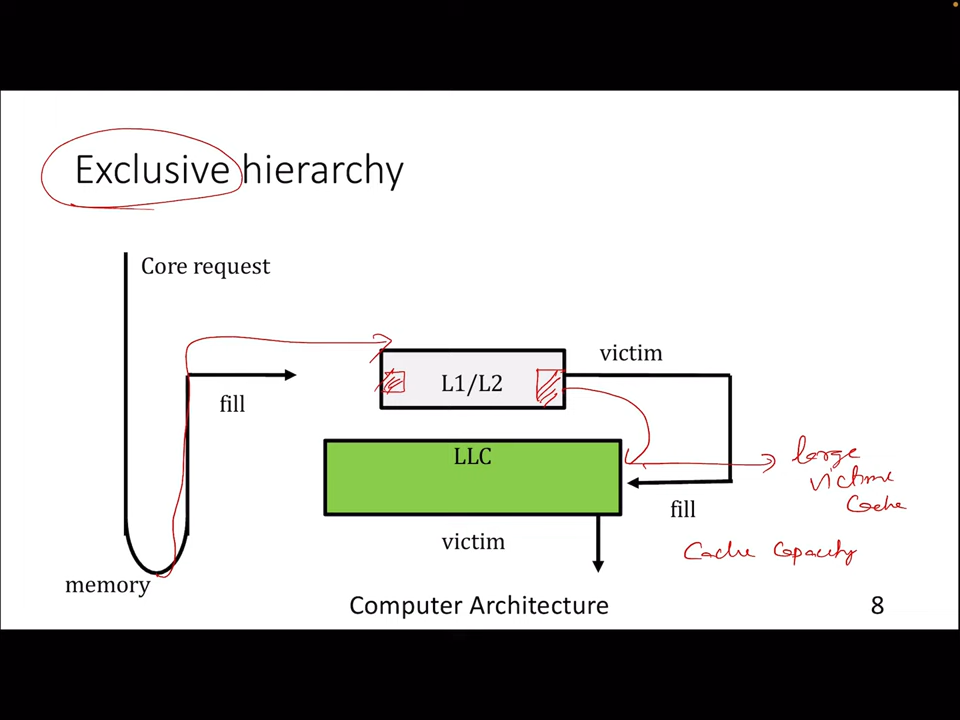 Exclusive hierarchy
Core request
fill
L1/L2
victim
LLC
large
victim
Cache
fill
victim
Cache Capacity
memory
Computer Architecture
8